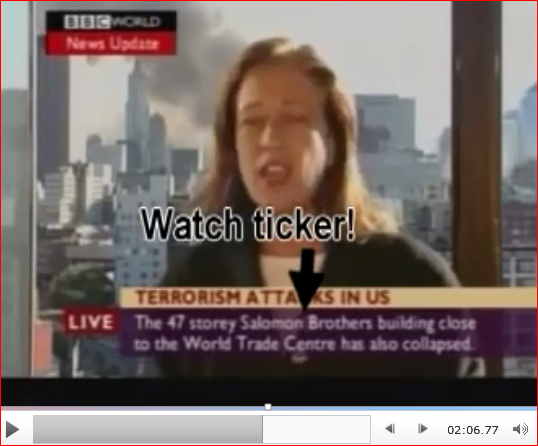 BBC WORLD
News Update
Watch ticker!
TERRORISM ATTACKS IN US
LIVE
The 47 storey Salomon Brothers building close
to the World Trade Centre has also collapsed.
02:06.77